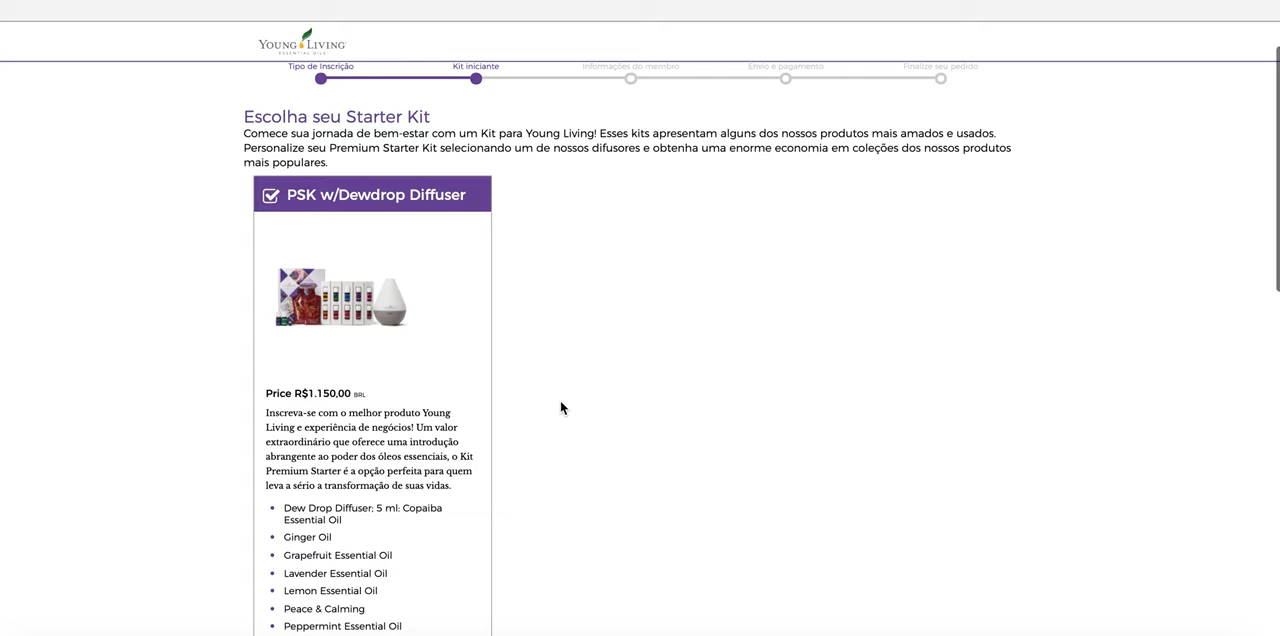 YOUNG LIVING
ESSENTIAL OILS
Tipo de Inscrição
Kit iniciante
Informações do membro
Envio e pagamento
Finalize seu pedido
Escolha seu Starter Kit
Comece sua jornada de bem-estar com um Kit para Young Living! Esses kits apresentam alguns dos nossos produtos mais amados e usados.
Personalize seu Premium Starter Kit selecionando um de nossos difusores e obtenha uma enorme economia em coleções dos nossos produtos
mais populares.
PSK w/Dewdrop Diffuser
Price R$1.150,00 BRL
Inscreva-se com o melhor produto Young
Living e experiência de negócios! Um valor
extraordinário que oferece uma introdução
abrangente ao poder dos óleos essenciais, o Kit
Premium Starter é a opção perfeita para quem
leva a sério a transformação de suas vidas.
Dew Drop Diffuser; 5 ml: Copaiba
Essential Oil
Ginger Oil
Grapefruit Essential Oil
Lavender Essential Oil
Lemon Essential Oil
Peace & Calming
Peppermint Essential Oil